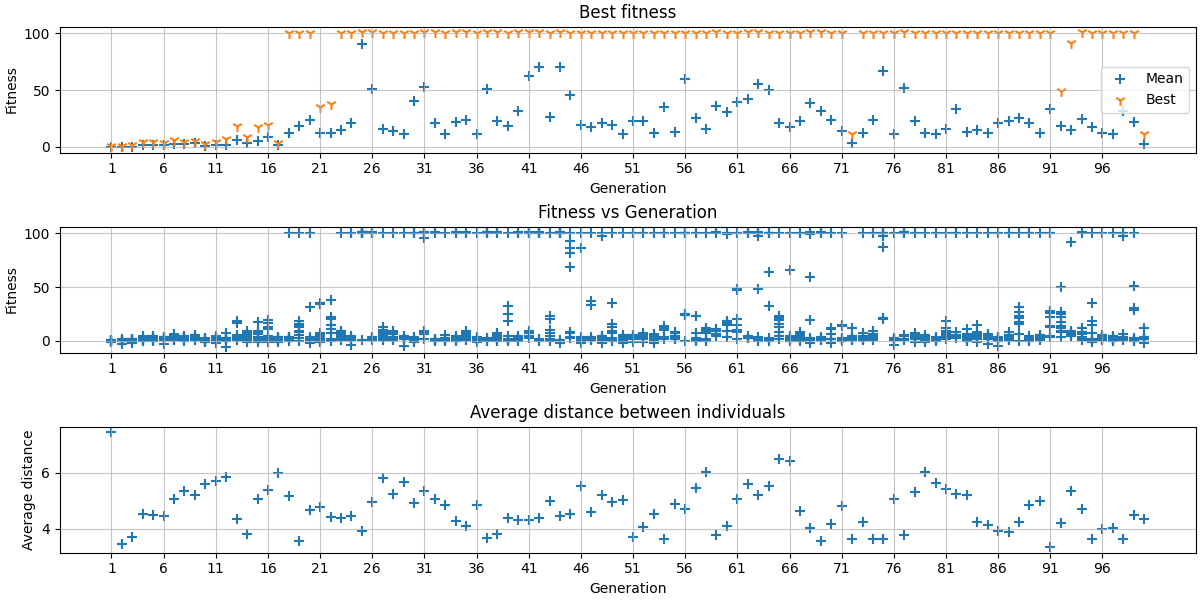 Best fitness
Fitness
100
50
0
Mean
Best
1 6 11 16 21 26 31 36 41 46 51 56 61 66 71 76 81 86 91 96
Generation
Fitness vs Generation
Fitness
100
50
0
1 6 11 16 21 26 31 36 41 46 51 56 61 66 71 76 81 86 91 96
Generation
Average distance between individuals
Average distance
6
4
1 6 11 16 21 26 31 36 41 46 51 56 61 66 71 76 81 86 91 96
Generation